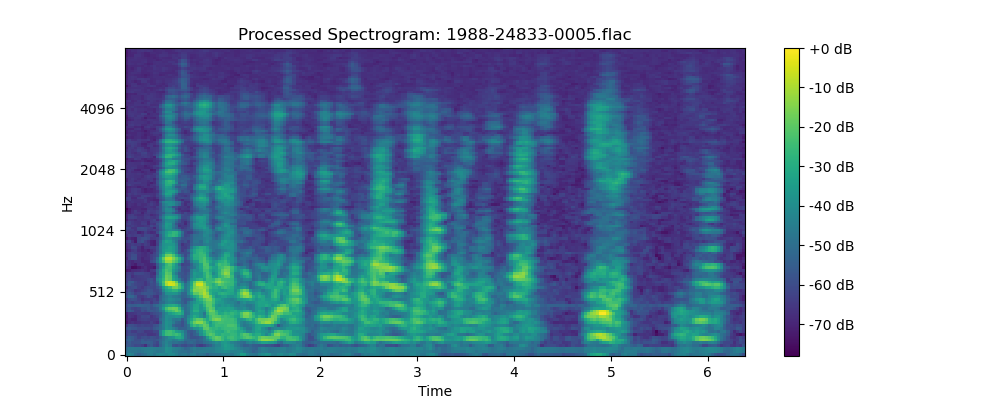 Processed Spectrogram: 1988-24833-0005.flac
Hz
4096
2048
1024
512
0
0 1 2 3 4 5 6
Time
+0 dB
-10 dB
-20 dB
-30 dB
-40 dB
-50 dB
-60 dB
-70 dB